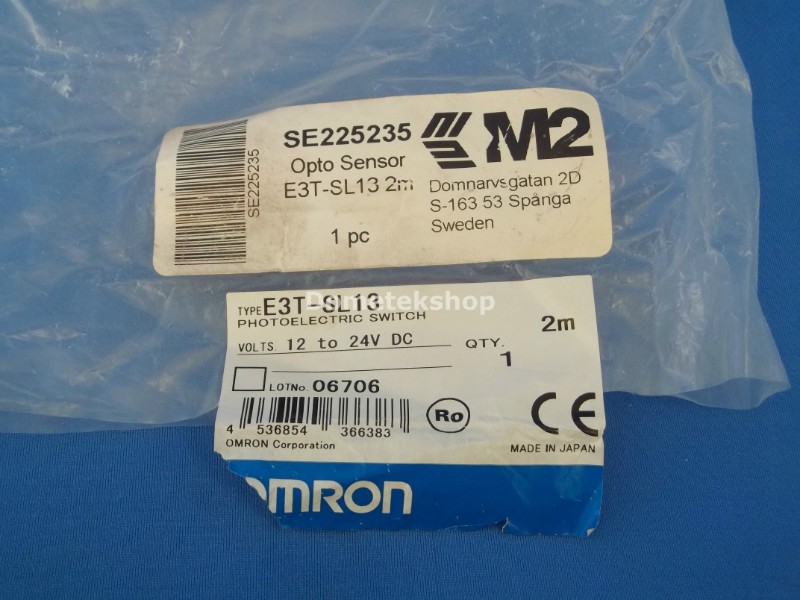 SE225235
SE225235
Opto Sensor
E3T-SL13 2m
1 pc
M2
Domnarvsgatan 2D
S-163 53 Spånga
Sweden
Dometekshop
TYPE E3T-SL13
PHOTOELECTRIC SWITCH
2m
VOLTS. 12 to 24V DC
QTY.
1
LOTNo. 06706
4 536854 366383
Ro
CE
OMRON Corporation
MADE IN JAPAN
OMRON